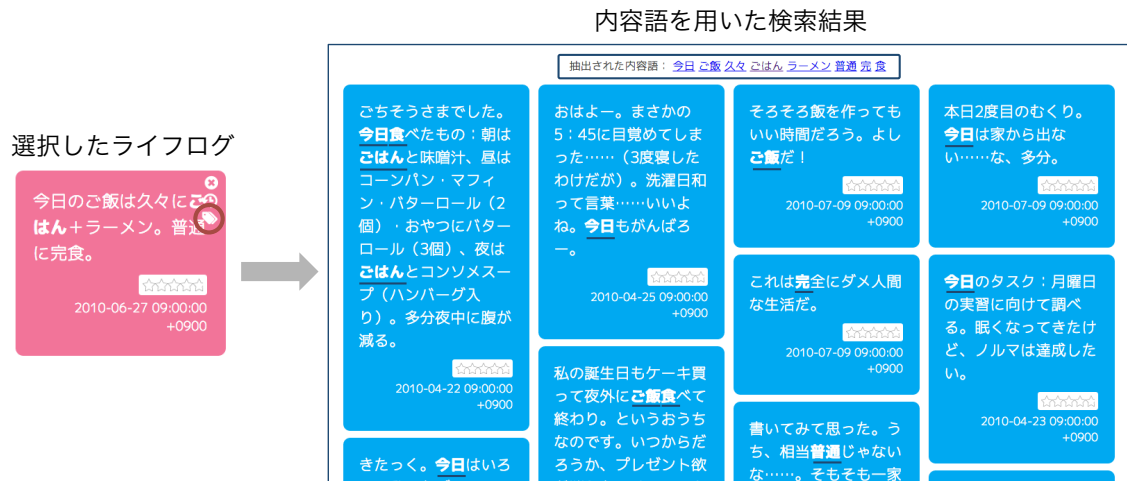 内容語を用いた検索結果
選択したライフログ
今日のご飯は久々にごの
はん＋ラーメン。普通
に完食。
☆☆☆☆☆
2010-06-27 09:00:00
+0900
抽出された内容語： 今日 ご飯 久々 ごはん ラーメン 普通 完 食
ごちそうさまでした。
今日食べたもの：朝は
ごはんと味噌汁、昼は
コーンパン・マフィ
ン・バターロール（2
個）・おやつにバター
ロール（3個）、夜は
ごはんとコンソメスー
プ（ハンバーグ入
り）。多分夜中に腹が
減る。
☆☆☆☆☆
2010-04-22 09:00:00
+0900
きたっく。今日はいろ
おはよー。まさかの
5：45に目覚めてしま
った……（3度寝した
わけだが）。洗濯日和
って言葉……いいよ
ね。今日もがんばろ
ー。
☆☆☆☆☆
2010-04-25 09:00:00
+0900
私の誕生日もケーキ買
って夜外にご飯食べて
終わり。というおうち
なのです。いつからだ
ろうか、プレゼント欲
そろそろ飯を作っても
いい時間だろう。よし
ご飯だ！
☆☆☆☆☆
2010-07-09 09:00:00
+0900
これは完全にダメ人間
な生活だ。
☆☆☆☆☆
2010-07-09 09:00:00
+0900
書いてみて思った。う
ち、相当普通じゃない
な……。そもそも一家
本日2度目のむくり。
今日は家から出な
い……な、多分。
☆☆☆☆☆
2010-07-09 09:00:00
+0900
今日のタスク：月曜日
の実習に向けて調べ
る。眠くなってきたけ
ど、ノルマは達成した
い。
☆☆☆☆☆
2010-04-23 09:00:00
+0900